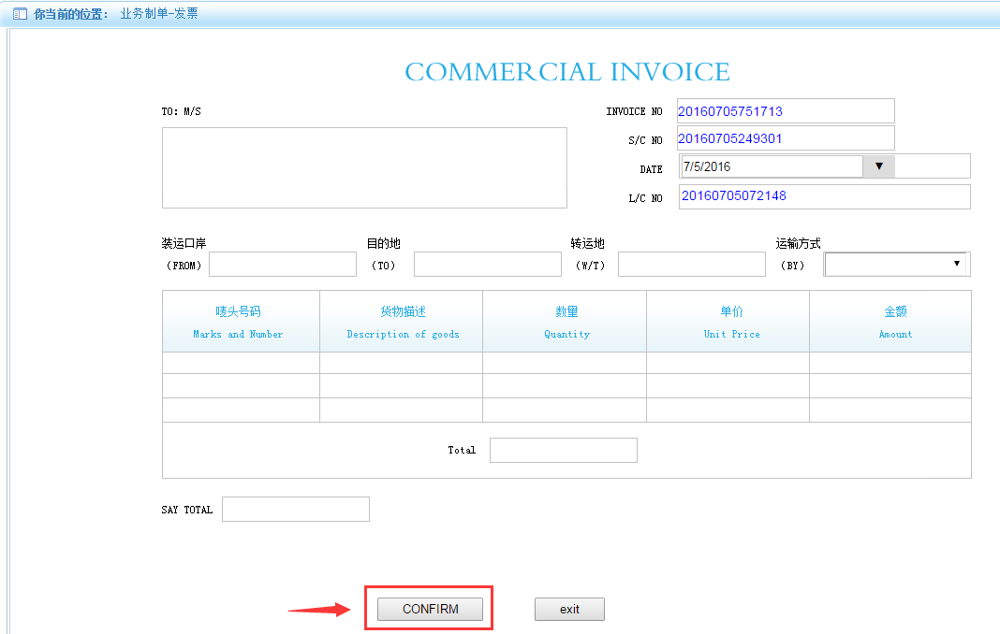 你当前的位置： 业务制单-发票
COMMERCIAL INVOICE
TO: M/S
INVOICE NO 20160705751713
S/C NO 20160705249301
DATE 7/5/2016
L/C NO 20160705072148
装运口岸 目的地 转运地 运输方式
(FROM) (TO) (W/T) (BY)
唛头号码 货物描述 数量 单价 金额
Marks and Number Description of goods Quantity Unit Price Amount
Total
SAY TOTAL
CONFIRM exit